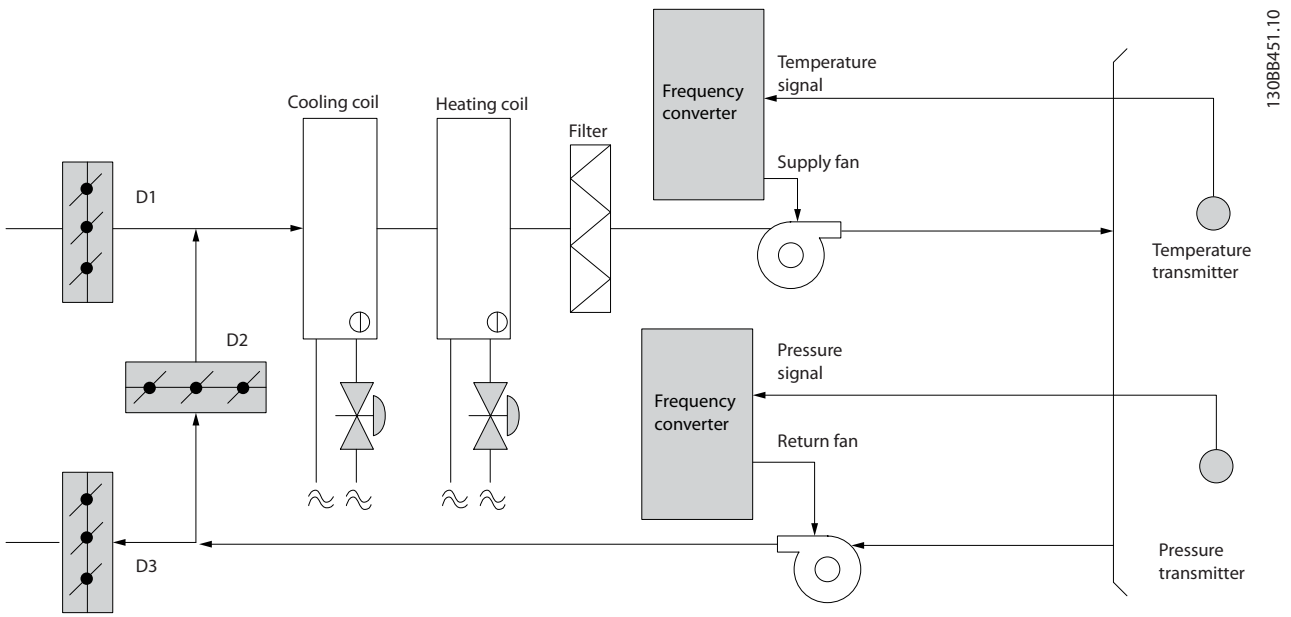 130BB451.10
Temperature
signal
Frequency
converter
Cooling coil
Heating coil
Filter
Supply fan
D1
Temperature
transmitter
D2
Pressure
signal
Frequency
converter
Return fan
D3
Pressure
transmitter